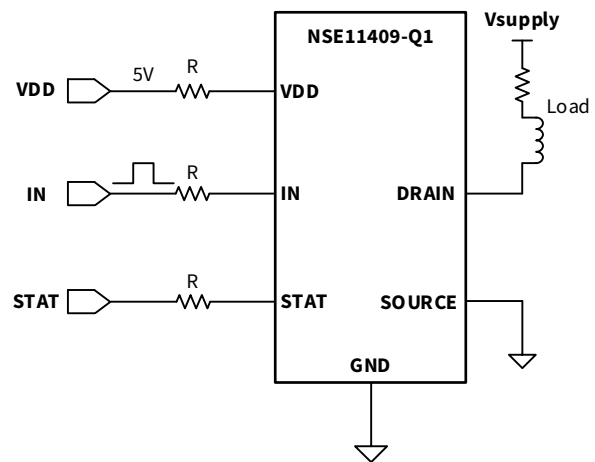 NSE11409-Q1
Vsupply
VDD
5V
R
VDD
Load
IN
R
IN
DRAIN
STAT
R
STAT
SOURCE
GND